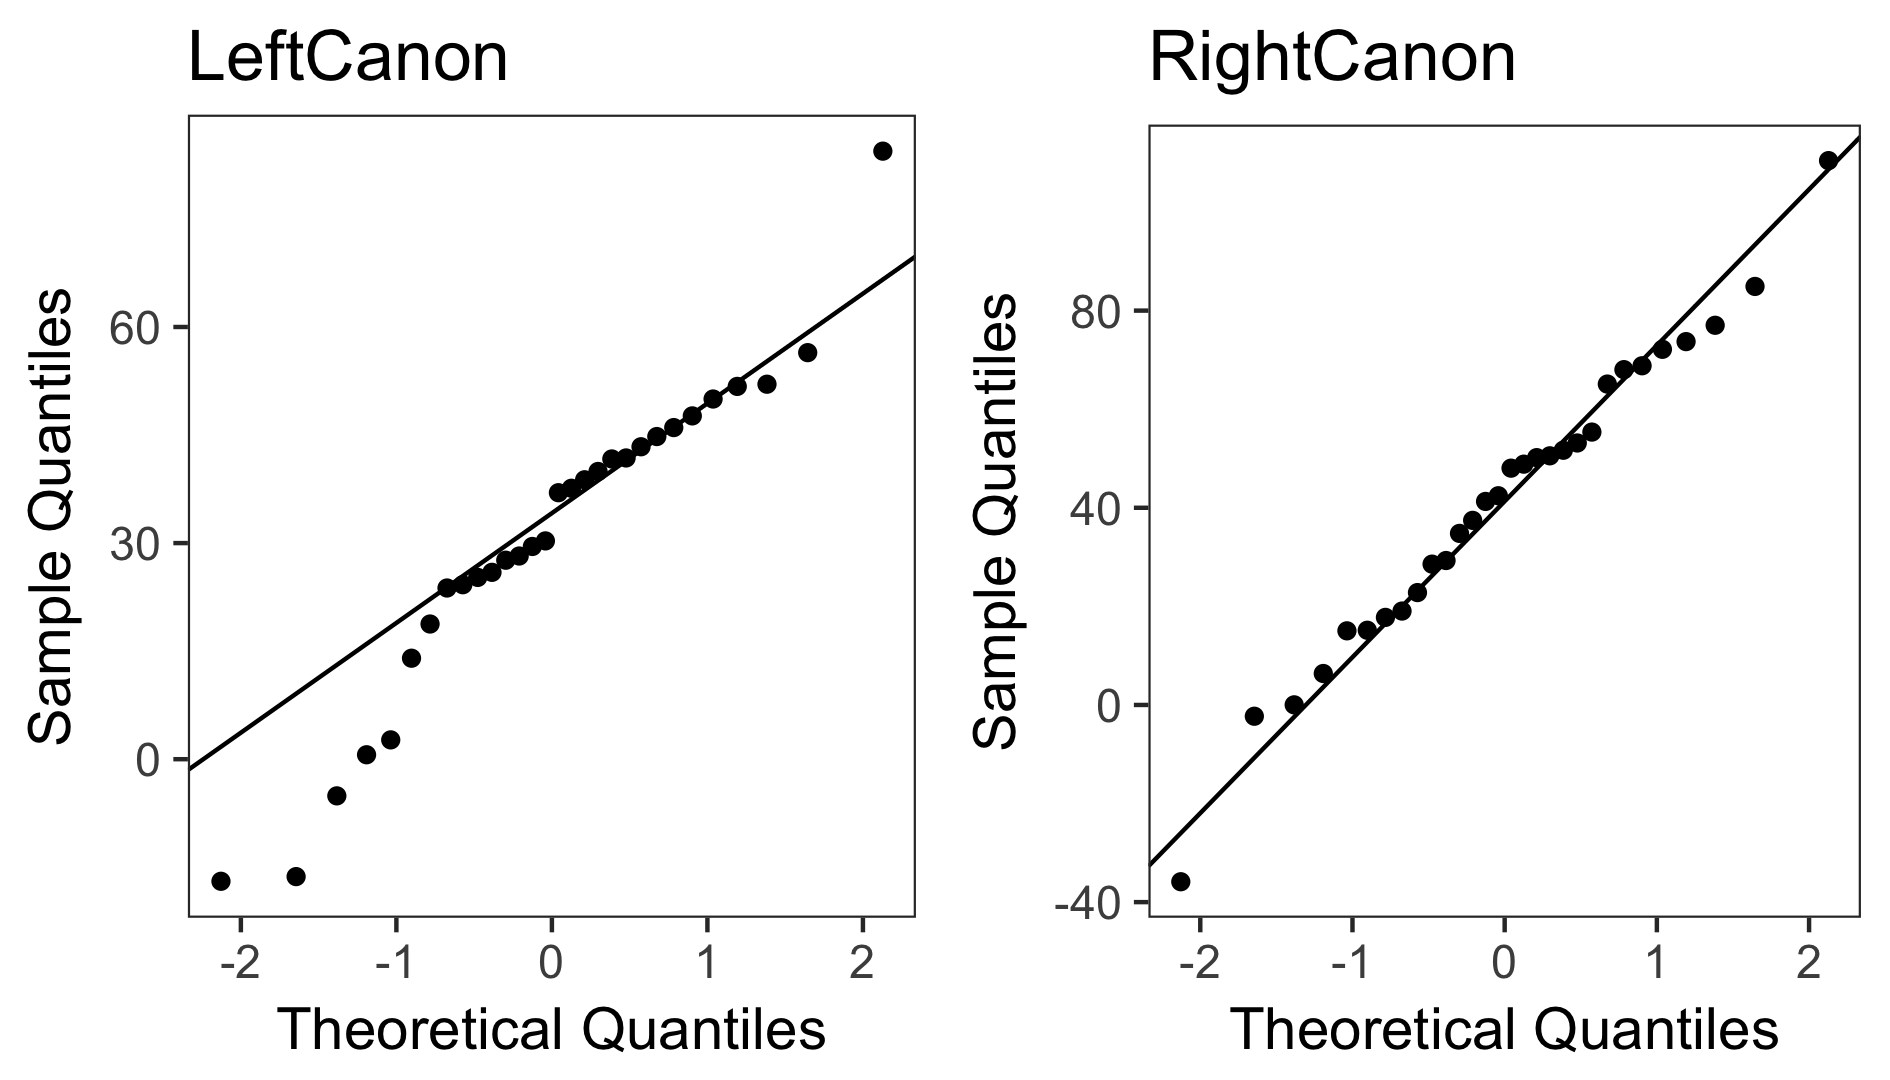 LeftCanon
Sample Quantiles
60
30
0
-2 -1 0 1 2
Theoretical Quantiles
RightCanon
Sample Quantiles
80
40
0
-40
-2 -1 0 1 2
Theoretical Quantiles